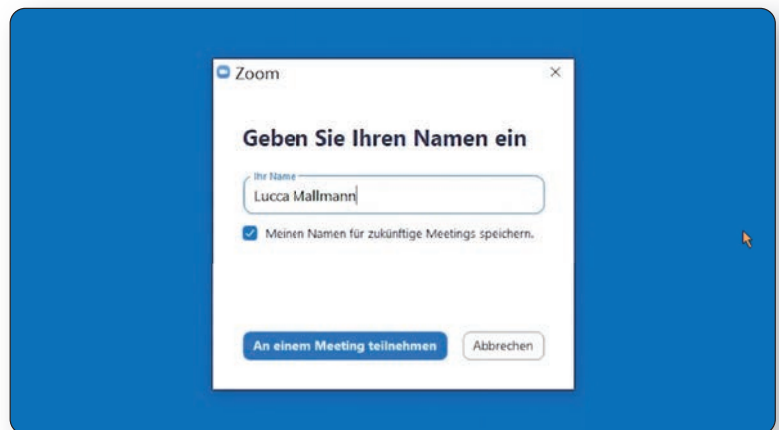 Zoom
Geben Sie Ihren Namen ein
Ihr Name
Lucca Mallmann
Meinen Namen für zukünftige Meetings speichern.
An einem Meeting teilnehmen Abbrechen